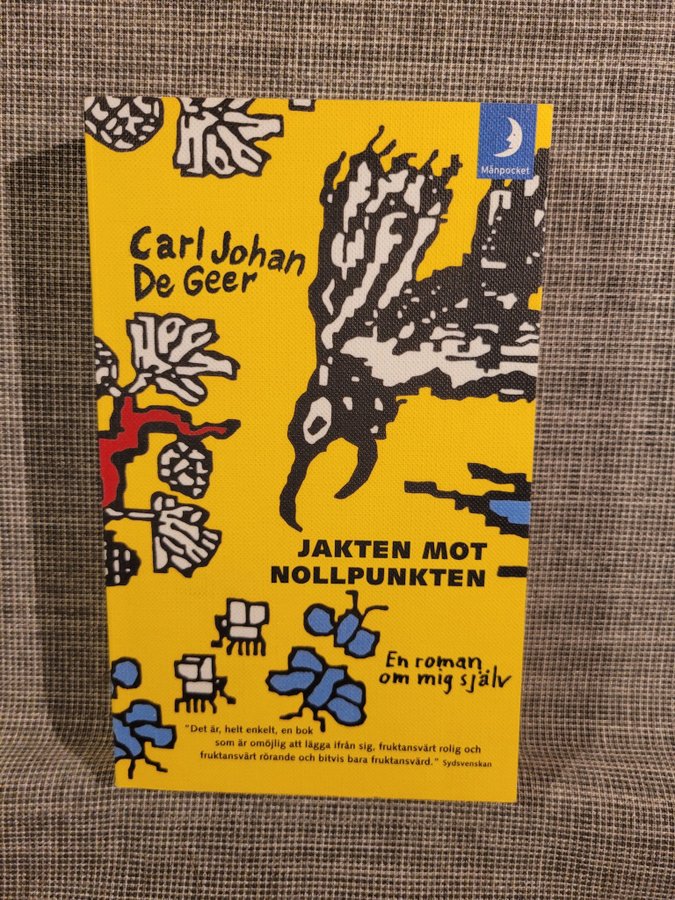 Månpocket
Carl Johan
De Geer
JAKTEN MOT
NOLLPUNKTEN
En roman
om mig själv
"Det är, helt enkelt, en bok
som är omöjlig att lägga ifrån sig, fruktansvärt rolig och
fruktansvärt rörande och bitvis bara fruktansvärd." Sydsvenskan